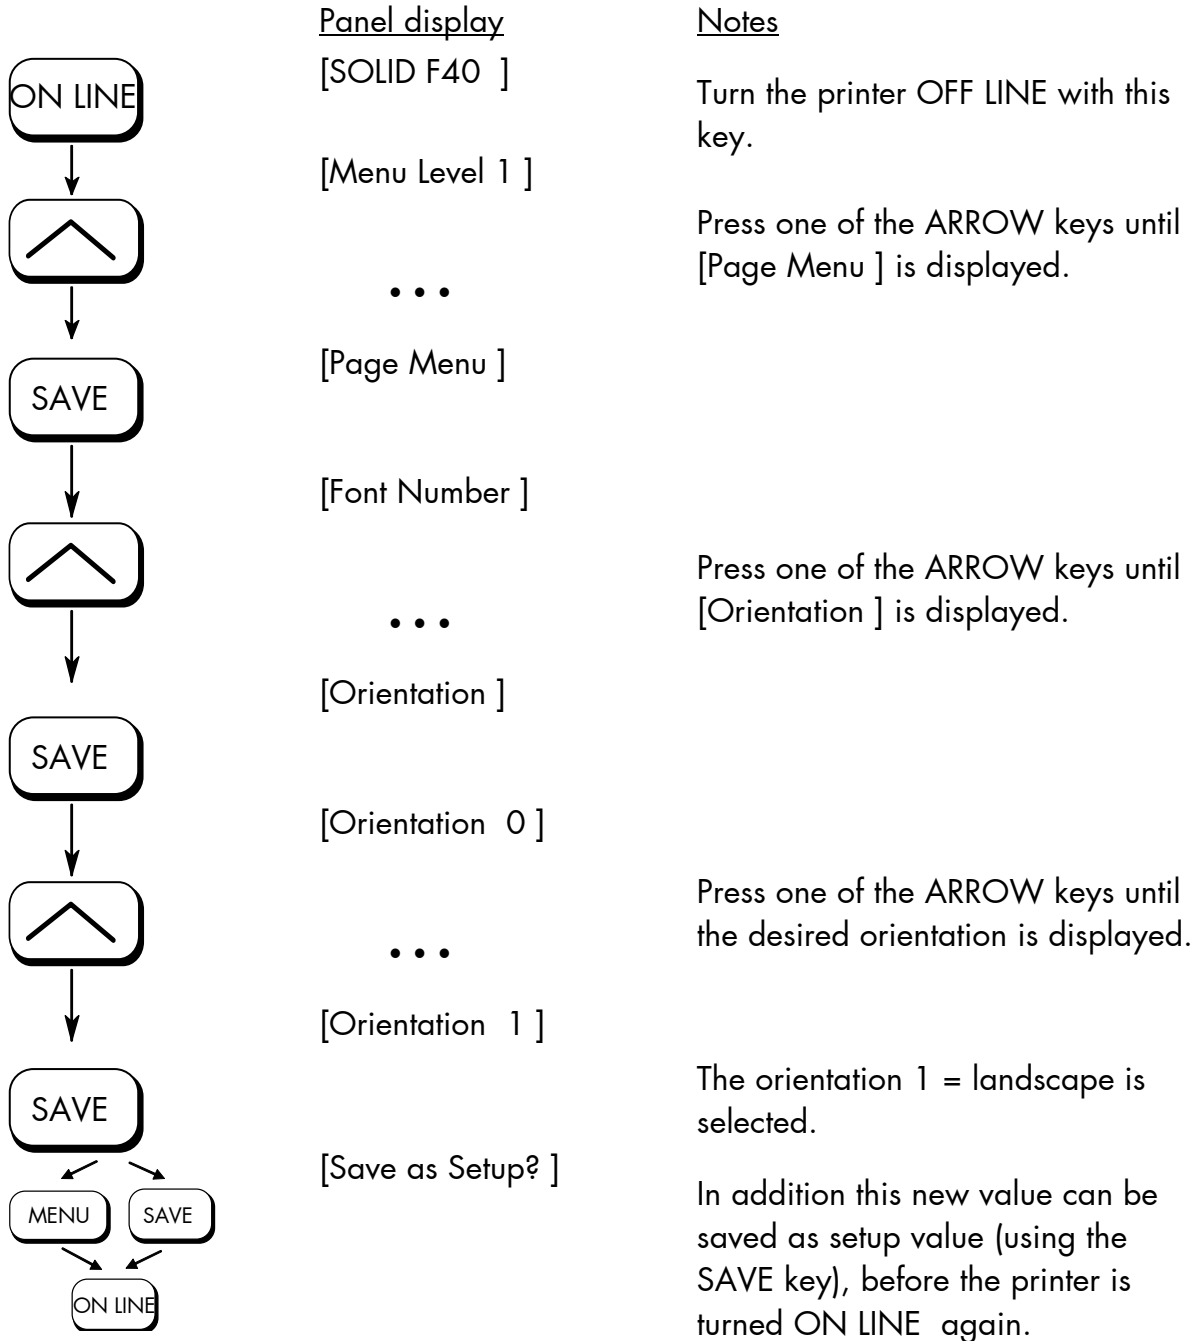 Panel display
Notes
ON LINE
[SOLID F40 ]
Turn the printer OFF LINE with this
key.
[Menu Level 1 ]
Press one of the ARROW keys until
[Page Menu ] is displayed.
• • •
[Page Menu ]
SAVE
[Font Number ]
Press one of the ARROW keys until
[Orientation ] is displayed.
• • •
[Orientation ]
SAVE
[Orientation 0 ]
Press one of the ARROW keys until
the desired orientation is displayed.
• • •
[Orientation 1 ]
SAVE
The orientation 1 = landscape is
selected.
[Save as Setup? ]
MENU
SAVE
In addition this new value can be
saved as setup value (using the
SAVE key), before the printer is
turned ON LINE again.
ON LINE